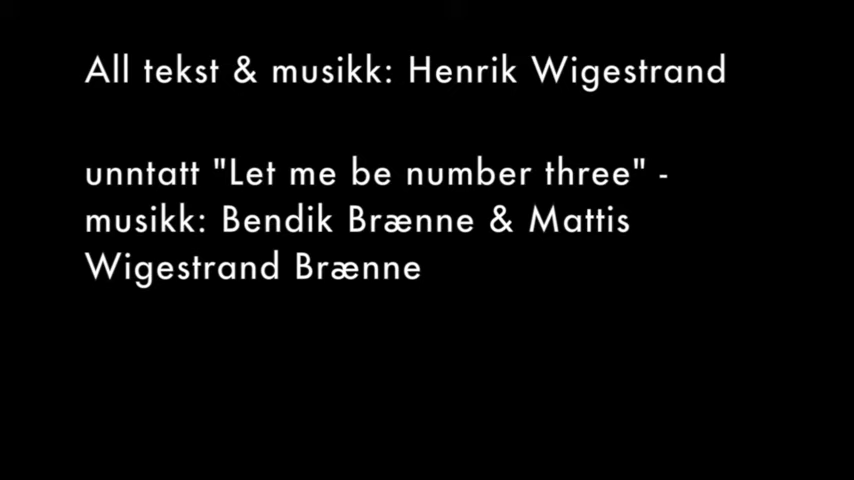 All tekst & musikk: Henrik Wigestrand
unntatt "Let me be number three" -
musikk: Bendik Brænne & Mattis
Wigestrand Brænne